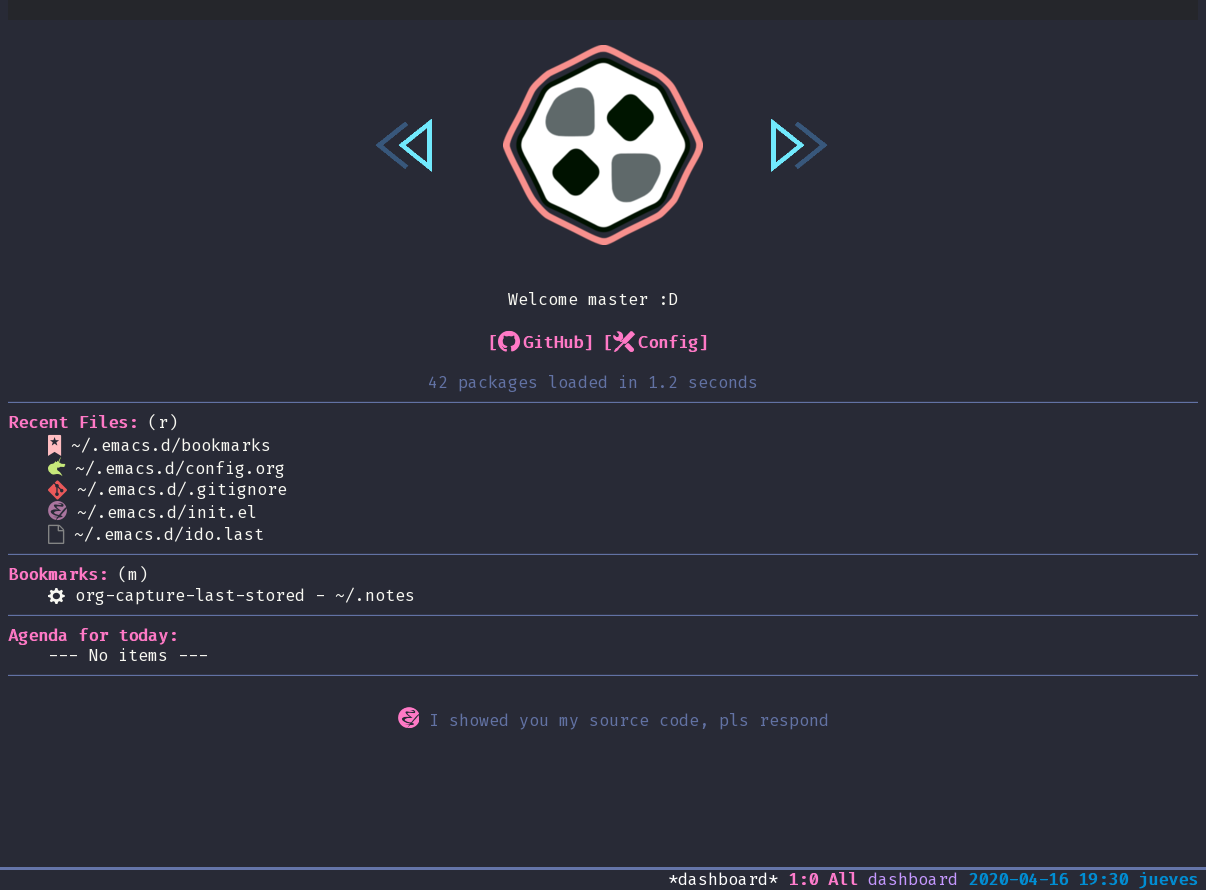 Welcome master :D
[GitHub] [Config]
42 packages loaded in 1.2 seconds
Recent Files: (r)
~/.emacs.d/bookmarks
~/.emacs.d/config.org
~/.emacs.d/.gitignore
~/.emacs.d/init.el
~/.emacs.d/ido.last
Bookmarks: (m)
org-capture-last-stored - ~/.notes
Agenda for today:
--- No items ---
I showed you my source code, pls respond
*dashboard* 1:0 All dashboard 2020-04-16 19:30 jueves